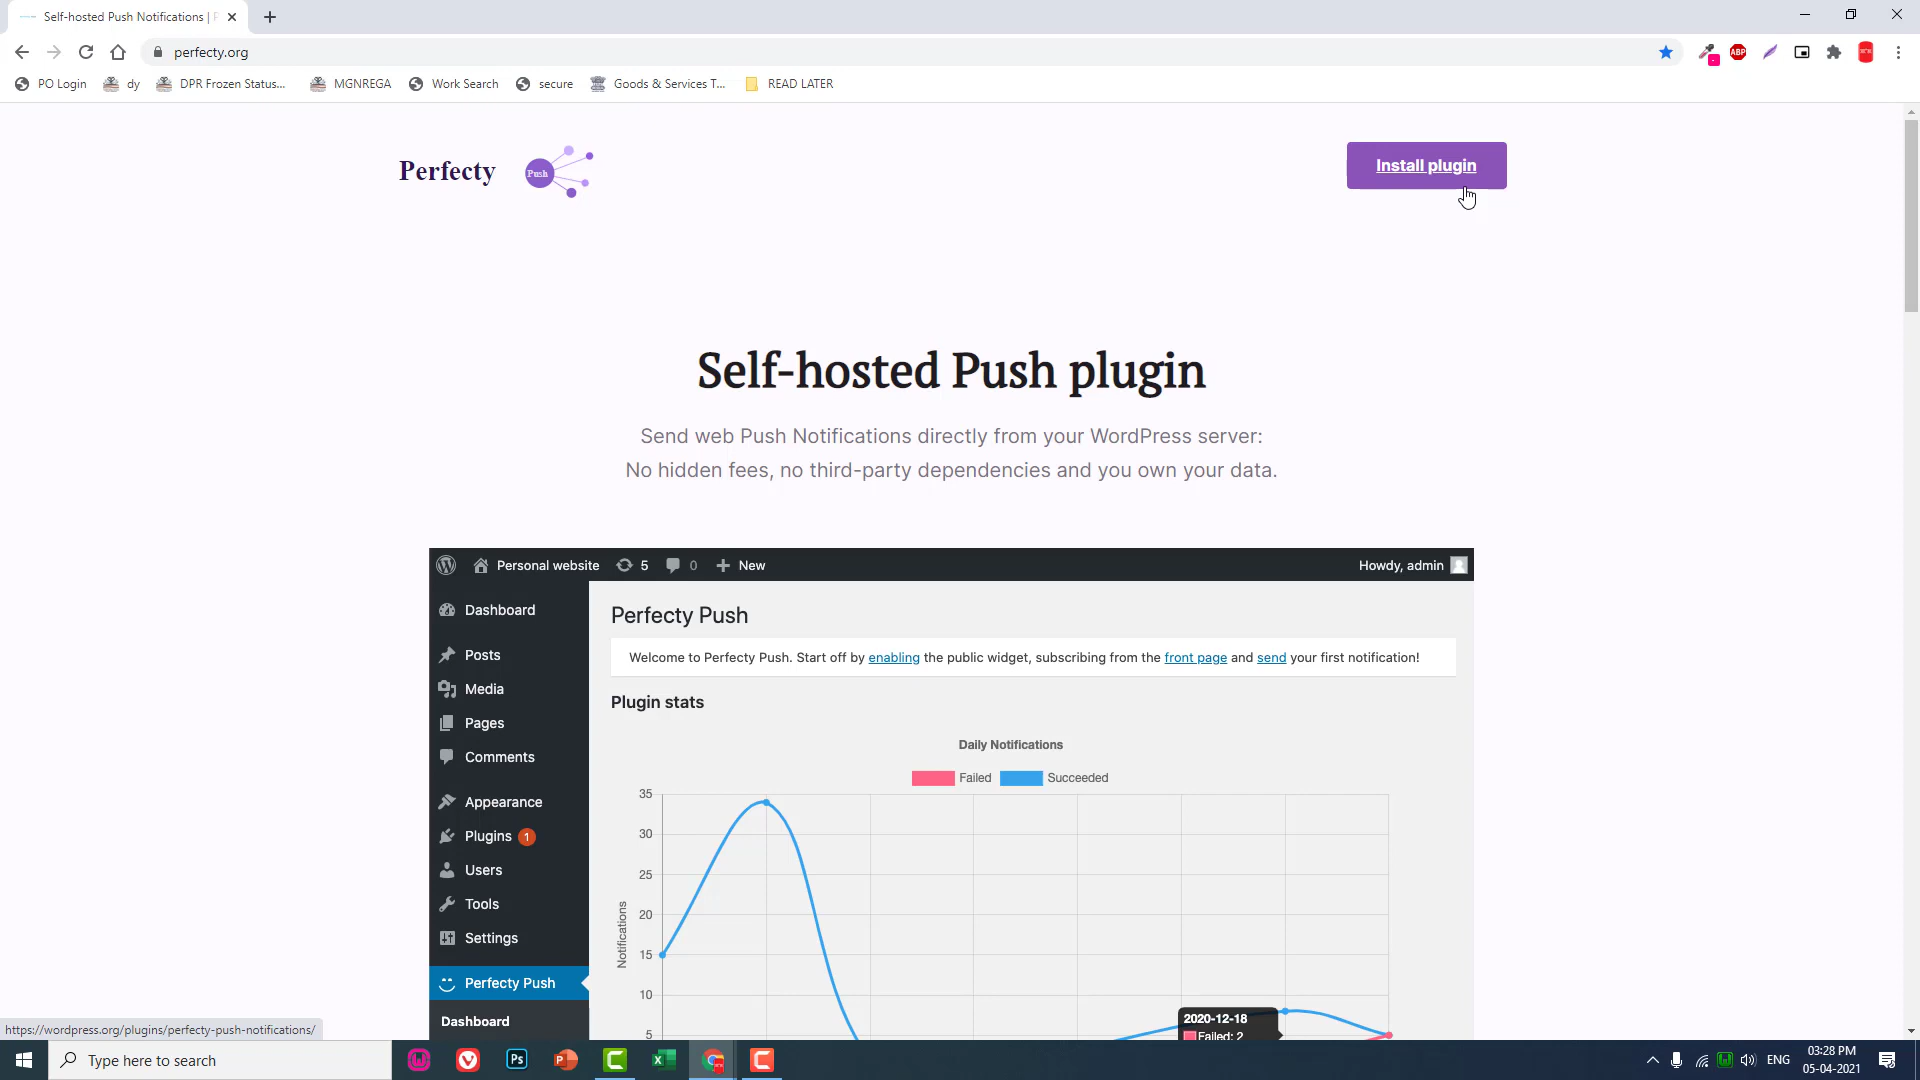 Self-hosted Push Notifications |
perfecty.org
ABP
PO Login
dy
DPR Frozen Status...
MGNREGA
Work Search
secure
Goods & Services T...
READ LATER
Perfecty
Push
Install plugin
Self-hosted Push plugin
Send web Push Notifications directly from your WordPress server:
No hidden fees, no third-party dependencies and you own your data.
Personal website
5
0
New
Howdy, admin
Dashboard
Posts
Media
Pages
Comments
Appearance
Plugins 1
Users
Tools
Settings
Perfecty Push
Dashboard
Perfecty Push
Welcome to Perfecty Push. Start off by enabling the public widget, subscribing from the front page and send your first notification!
Plugin stats
Daily Notifications
Failed
Succeeded
35
30
25
20
15
10
5
Notifications
2020-12-18
Failed: 2
https://wordpress.org/plugins/perfecty-push-notifications/
Type here to search
Ps
ENG
03:28 PM
05-04-2021